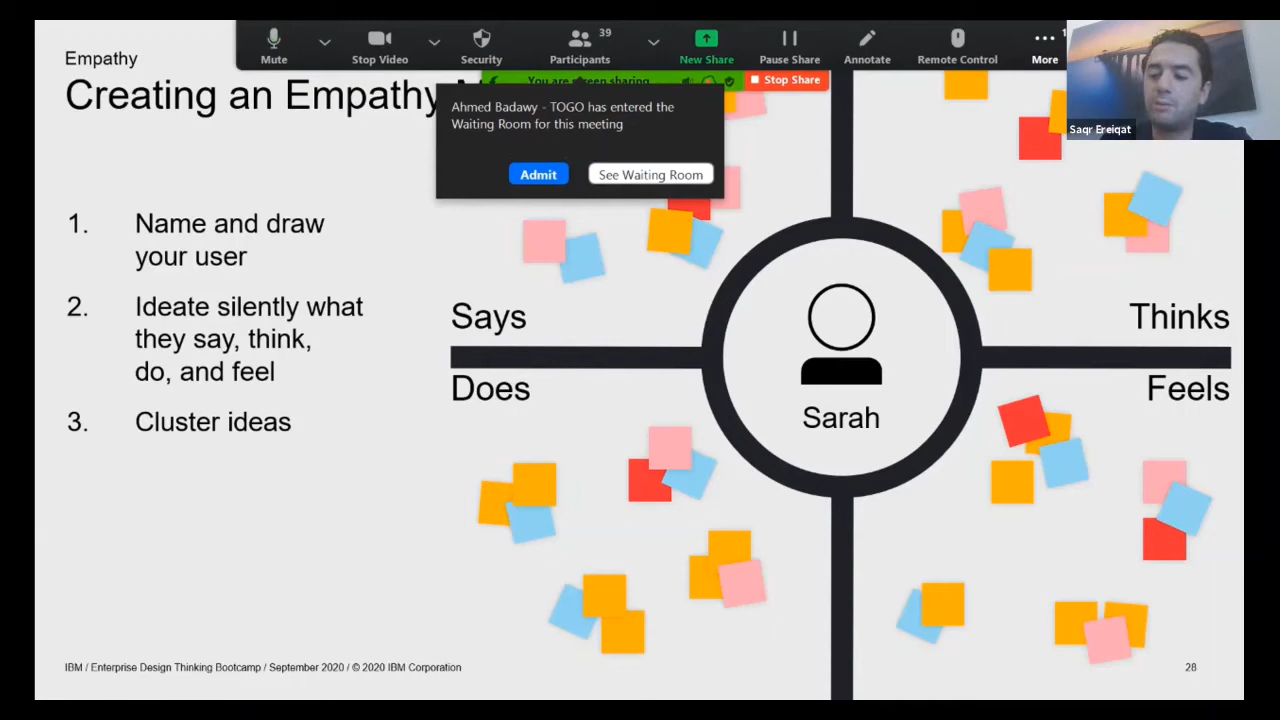 Empathy
Creating an Empathy
39
Mute
Stop Video
Security
Participants
New Share
Pause Share
Annotate
Remote Control
More
You are screen sharing
Stop Share
Ahmed Badawy - TOGO has entered the
Waiting Room for this meeting
Admit
See Waiting Room
Saqr Ereiqat
1. Name and draw
your user
2. Ideate silently what
they say, think,
do, and feel
3. Cluster ideas
Says
Thinks
Does
Feels
Sarah
IBM / Enterprise Design Thinking Bootcamp / September 2020 / © 2020 IBM Corporation
28